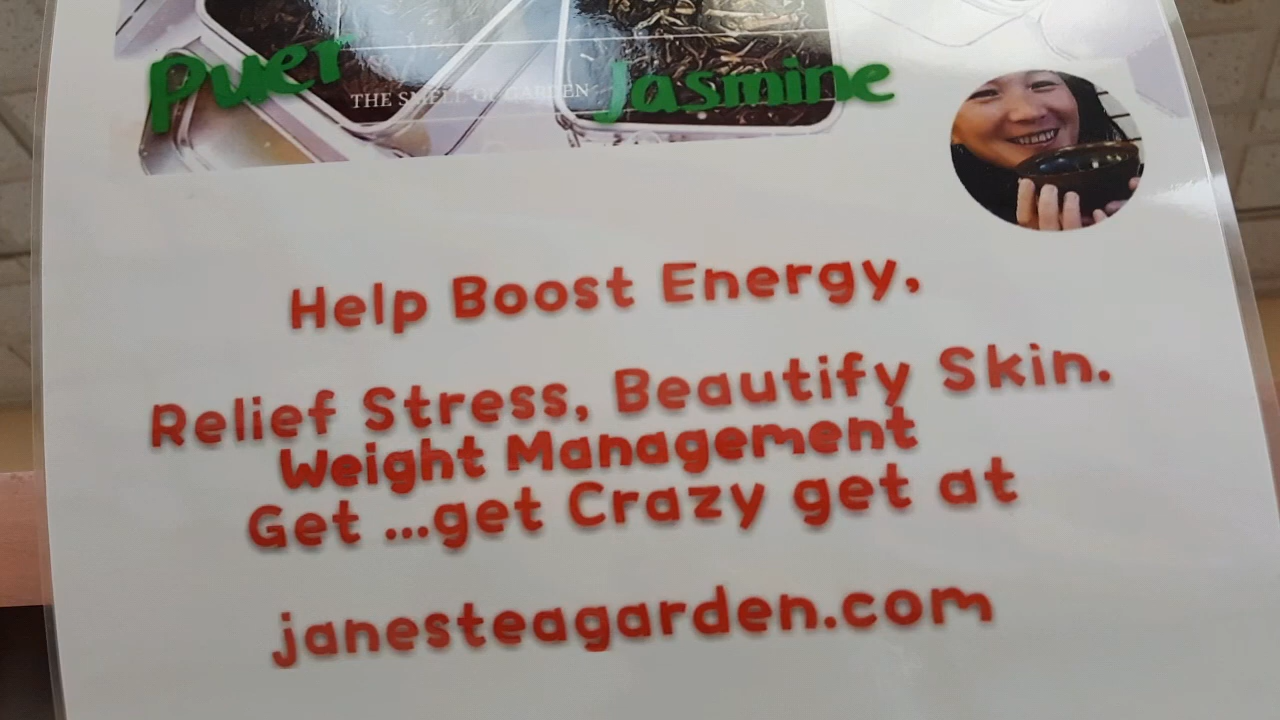 Puer
Jasmine
THE SMELL OF GARDEN
Help Boost Energy,
Relief Stress, Beautify Skin.
Weight Management
Get ...get Crazy get at
janesteagarden.com